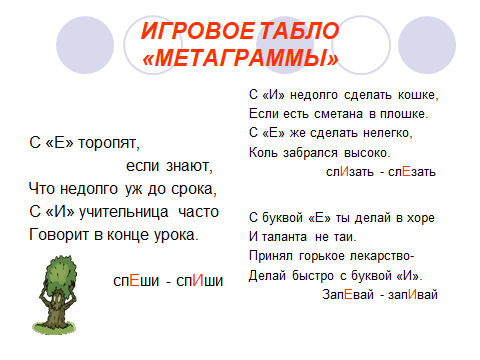 ИГРОВОЕ ТАБЛО
«МЕТАГРАММЫ»
С «Е» торопят,
если знают,
Что недолго уж до срока,
С «И» учительница часто
Говорит в конце урока.
спЕши - спИши
С «И» недолго сделать кошке,
Если есть сметана в плошке.
С «Е» же сделать нелегко,
Коль забрался высоко.
слИзать - слЕзать
С буквой «Е» ты делай в хоре
И таланта не таи.
Принял горькое лекарство-
Делай быстро с буквой «И».
ЗапЕвай - запИвай